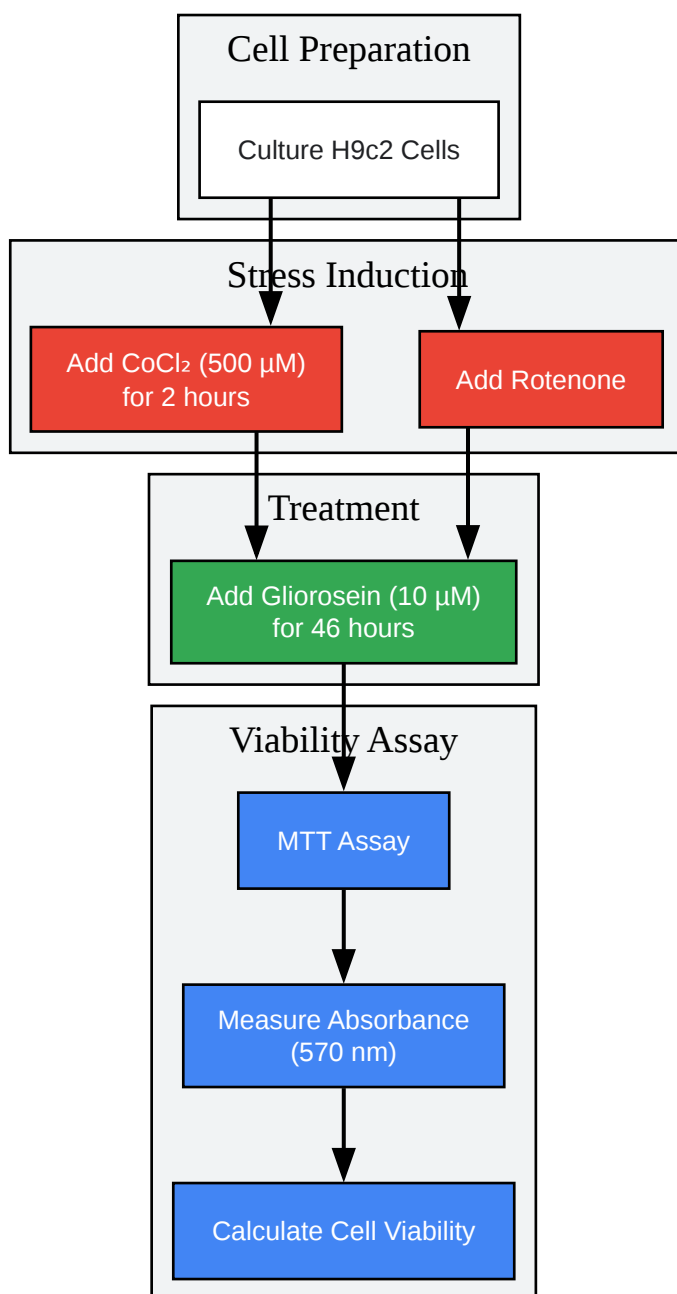 Cell Preparation
Culture H9c2 Cells
Stress Induction
Add CoCl₂ (500 µM)
for 2 hours
Add Rotenone
Treatment
Add Gliorosein (10 µM)
for 46 hours
Viability Assay
MTT Assay
Measure Absorbance
(570 nm)
Calculate Cell Viability